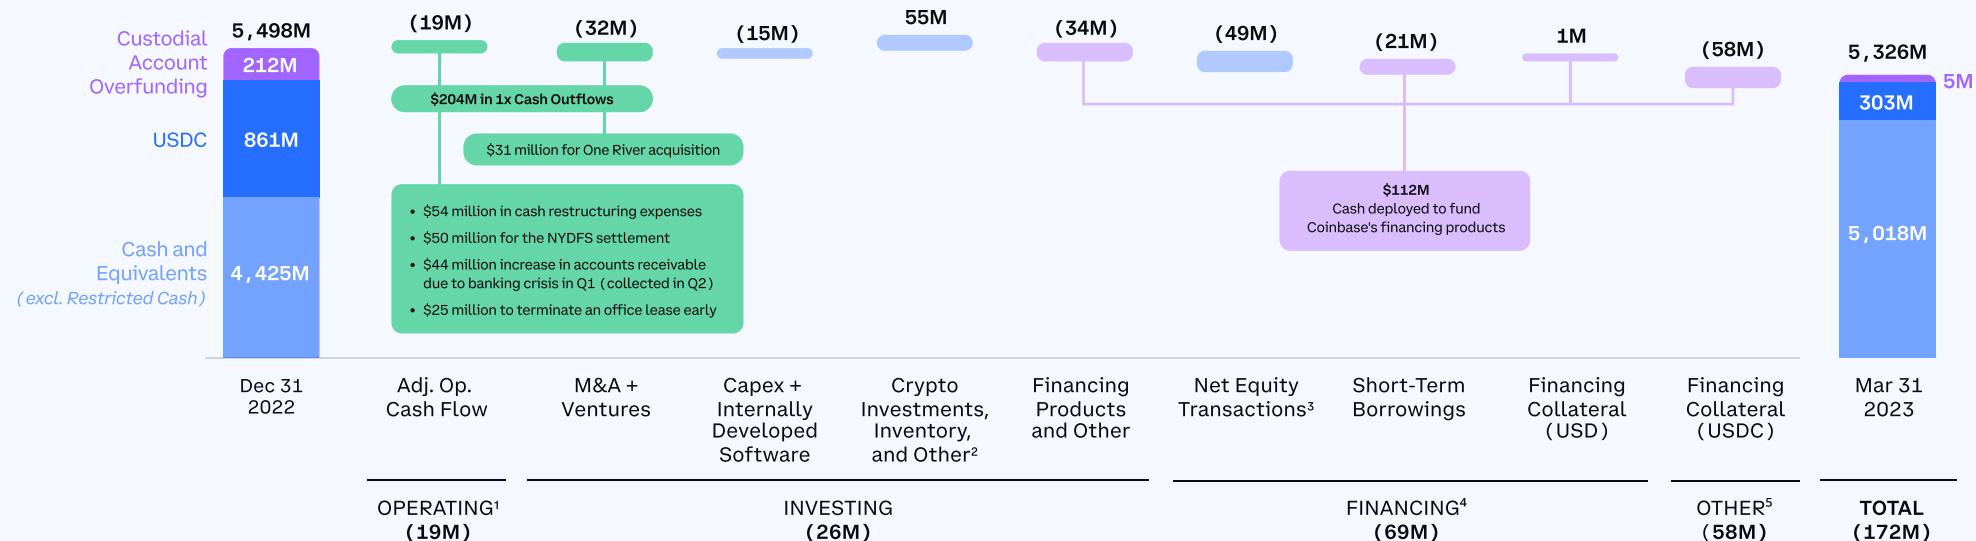 5,498M
Custodial
Account
Overfunding
212M
USDC
861M
Cash and
Equivalents
(excl. Restricted Cash)
4,425M
(19M)
(32M)
(15M)
55M
(34M)
(49M)
(21M)
1M
(58M)
5,326M
5M
303M
5,018M
$204M in 1x Cash Outflows
$31 million for One River acquisition
• $54 million in cash restructuring expenses
• $50 million for the NYDFS settlement
• $44 million increase in accounts receivable
due to banking crisis in Q1 (collected in Q2)
• $25 million to terminate an office lease early
$112M
Cash deployed to fund
Coinbase's financing products
Dec 31
2022
Adj. Op.
Cash Flow
M&A +
Ventures
Capex +
Internally
Developed
Software
Crypto
Investments,
Inventory,
and Other²
Financing
Products
and Other
Net Equity
Transactions³
Short-Term
Borrowings
Financing
Collateral
(USD)
Financing
Collateral
(USDC)
Mar 31
2023
OPERATING¹
(19M)
INVESTING
(26M)
FINANCING⁴
(69M)
OTHER⁵
(58M)
TOTAL
(172M)